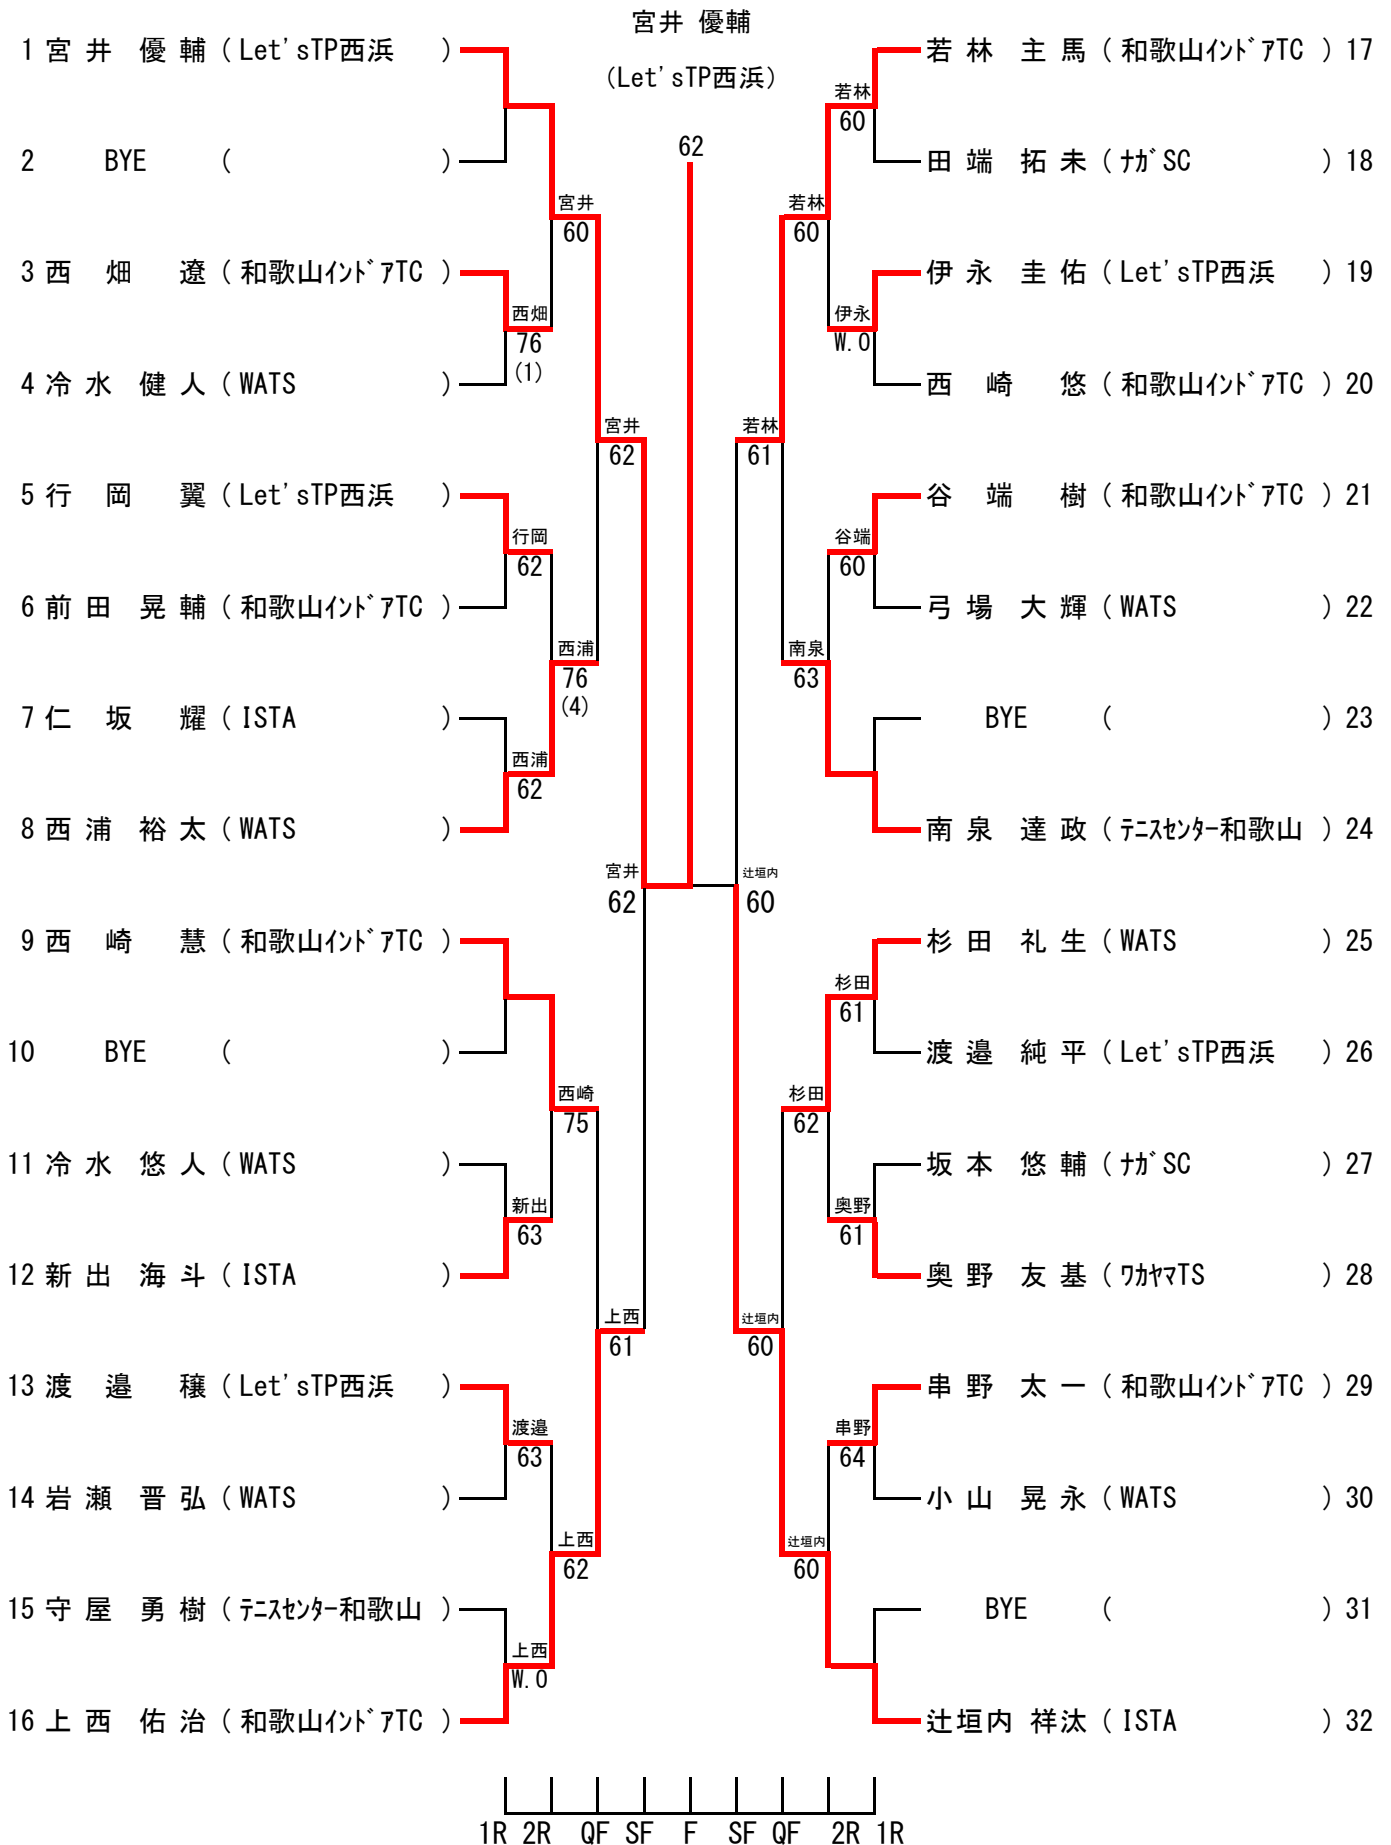 宮井 優輔
(Let'sTP西浜)
62
1 宮井 優輔 (Let'sTP西浜)
2 BYE ( )
3 西畑 遼 (和歌山インドアTC)
4 冷水 健人 (WATS)
5 行岡 翼 (Let'sTP西浜)
6 前田 晃輔 (和歌山インドアTC)
7 仁坂 耀 (ISTA)
8 西浦 裕太 (WATS)
9 西崎 慧 (和歌山インドアTC)
10 BYE ( )
11 冷水 悠人 (WATS)
12 新出 海斗 (ISTA)
13 渡邉 穣 (Let'sTP西浜)
14 岩瀬 晋弘 (WATS)
15 守屋 勇樹 (テニスセンター和歌山)
16 上西 佑治 (和歌山インドアTC)
西畑
76
(1)
行岡
62
西浦
62
新出
63
渡邉
63
上西
W.O
宮井
60
西浦
76
(4)
西崎
75
上西
62
宮井
62
上西
61
宮井
62
辻垣内
60
若林
61
辻垣内
60
若林
60
南泉
63
杉田
62
辻垣内
60
若林
60
伊永
W.O
谷端
60
杉田
61
奥野
61
串野
64
若林 主馬 (和歌山インドアTC) 17
田端 拓未 (ナガSC) 18
伊永 圭佑 (Let'sTP西浜) 19
西崎 悠 (和歌山インドアTC) 20
谷端 樹 (和歌山インドアTC) 21
弓場 大輝 (WATS) 22
BYE ( ) 23
南泉 達政 (テニスセンター和歌山) 24
杉田 礼生 (WATS) 25
渡邉 純平 (Let'sTP西浜) 26
坂本 悠輔 (ナガSC) 27
奥野 友基 (ワカヤマTS) 28
串野 太一 (和歌山インドアTC) 29
小山 晃永 (WATS) 30
BYE ( ) 31
辻垣内 祥汰 (ISTA) 32
1R 2R QF SF F SF QF 2R 1R